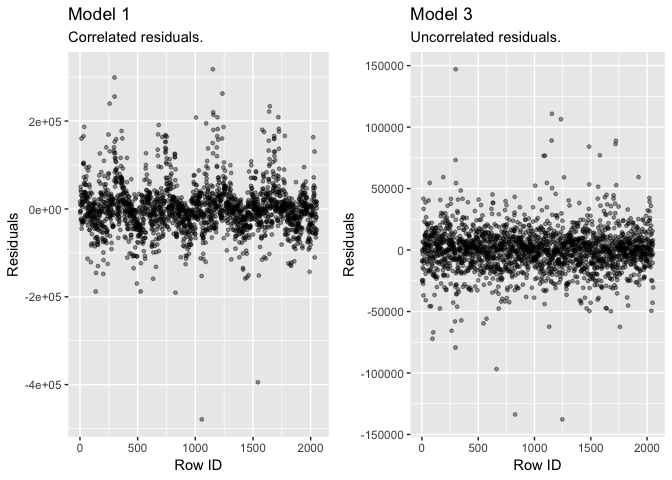 Model 1
Correlated residuals.
2e+05
0e+00
-2e+05
-4e+05
Residuals
0
500
1000
1500
2000
Row ID
Model 3
Uncorrelated residuals.
150000
100000
50000
0
-50000
-100000
-150000
Residuals
0
500
1000
1500
2000
Row ID